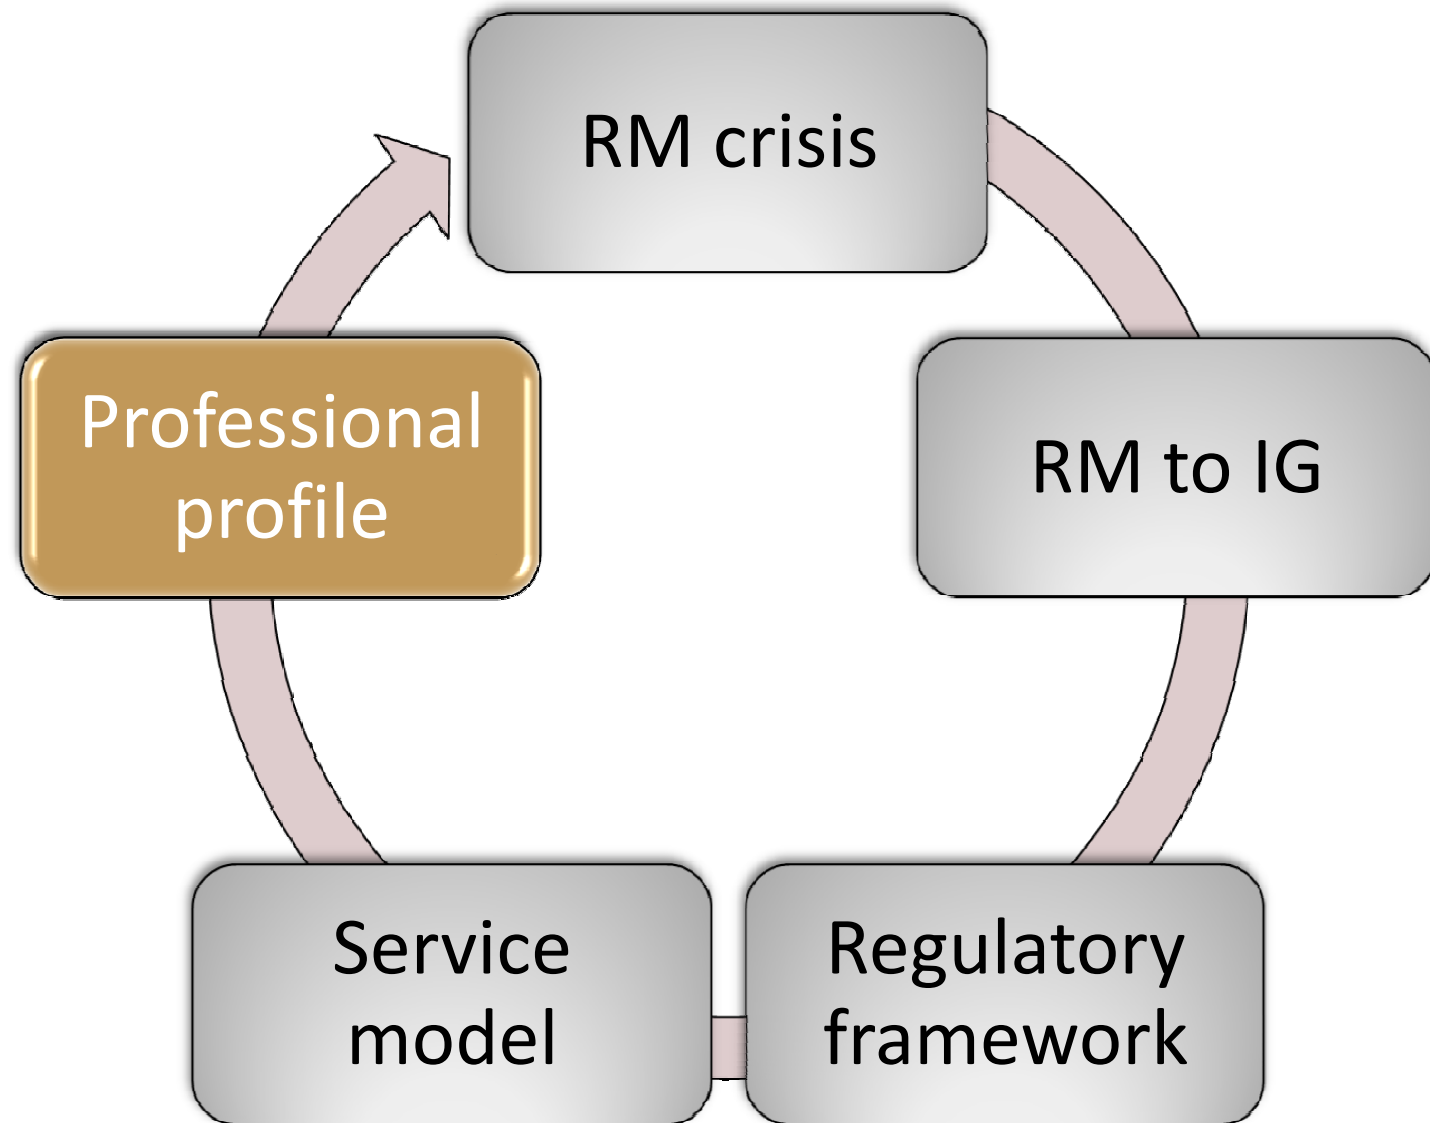 RM crisis
RM to IG
Regulatory
framework
Service
model
Professional
profile